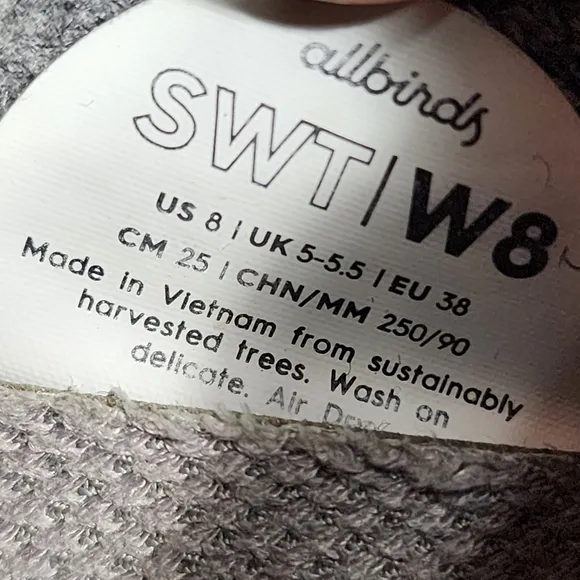 allbirds
SWT|W8
US 8 | UK 5-5.5 | EU 38
CM 25 | CHN/MM 250/90
Made in Vietnam from sustainably
harvested trees. Wash on
delicate. Air